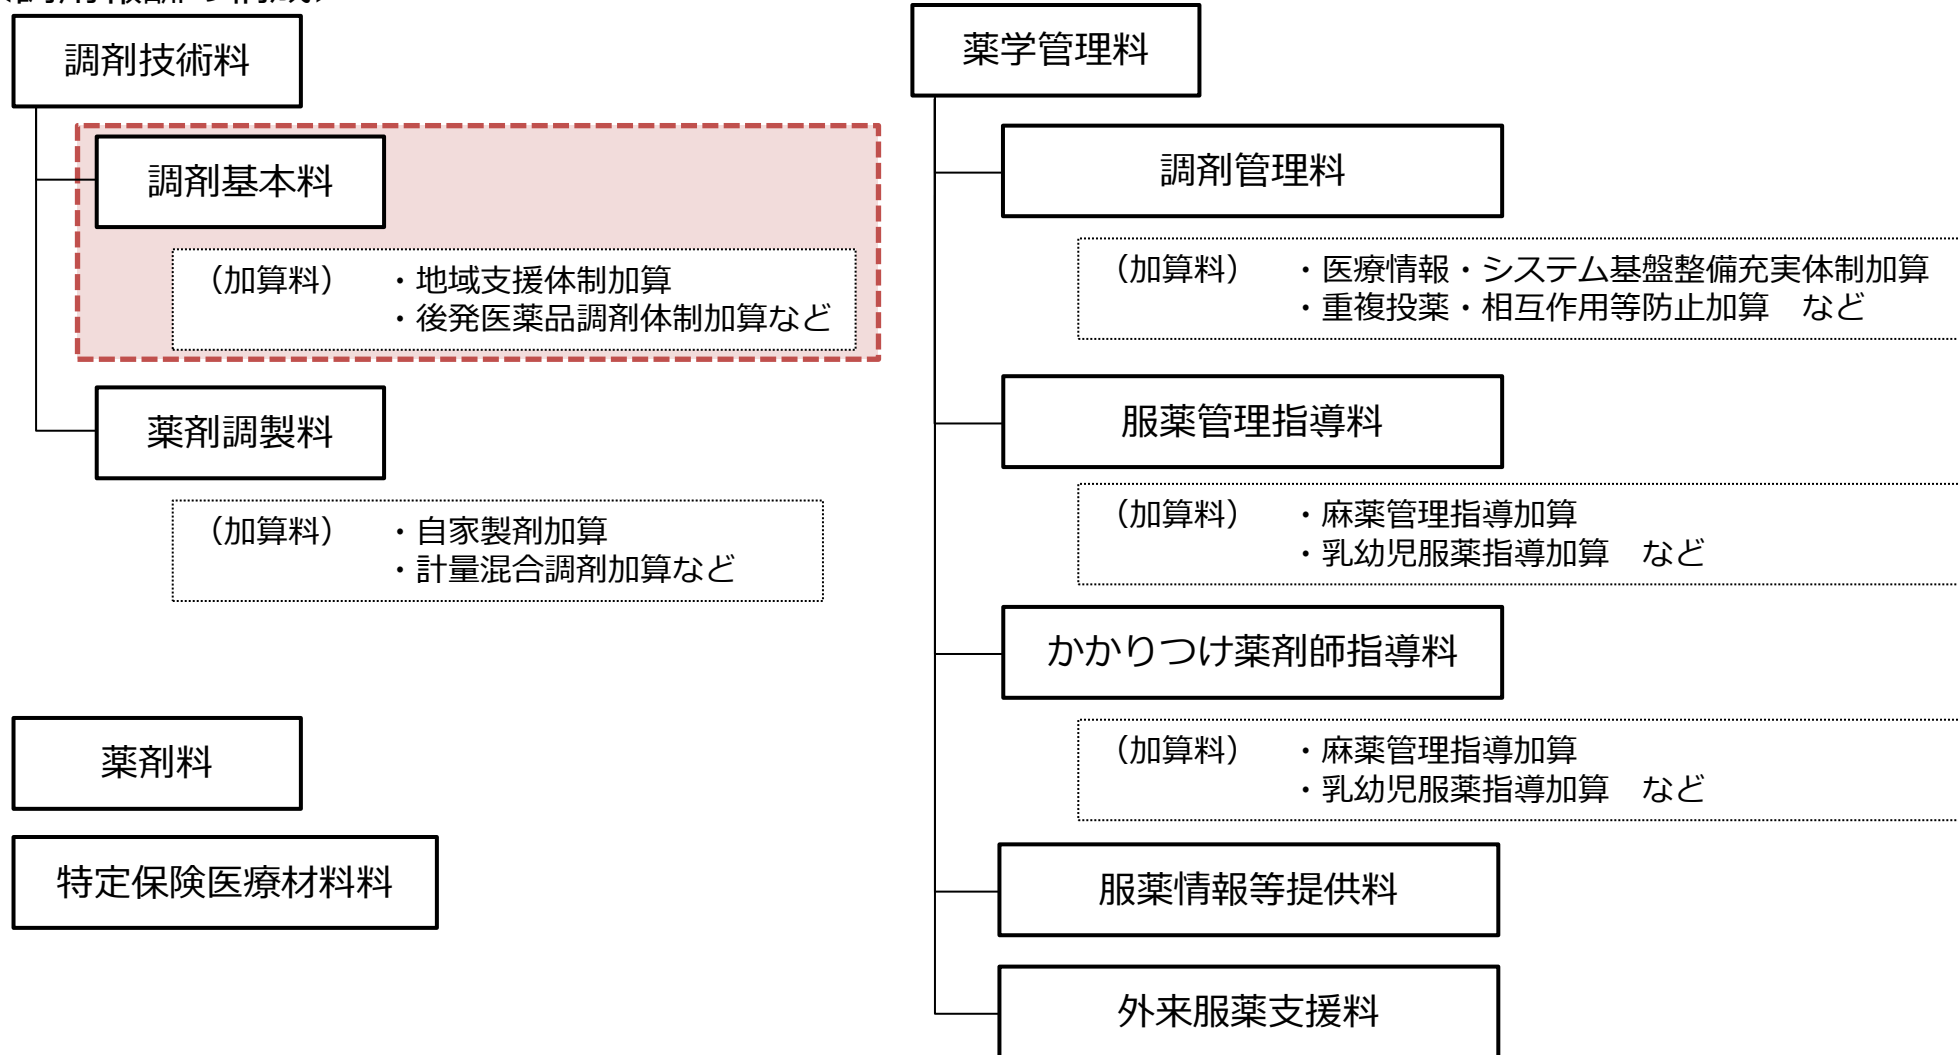 調剤技術料
調剤基本料
（加算料）　・地域支援体制加算
・後発医薬品調剤体制加算など
薬剤調製料
（加算料）　・自家製剤加算
・計量混合調剤加算など
薬剤料
特定保険医療材料料
薬学管理料
調剤管理料
（加算料）　・医療情報・システム基盤整備充実体制加算
・重複投薬・相互作用等防止加算　など
服薬管理指導料
（加算料）　・麻薬管理指導加算
・乳幼児服薬指導加算　など
かかりつけ薬剤師指導料
（加算料）　・麻薬管理指導加算
・乳幼児服薬指導加算　など
服薬情報等提供料
外来服薬支援料